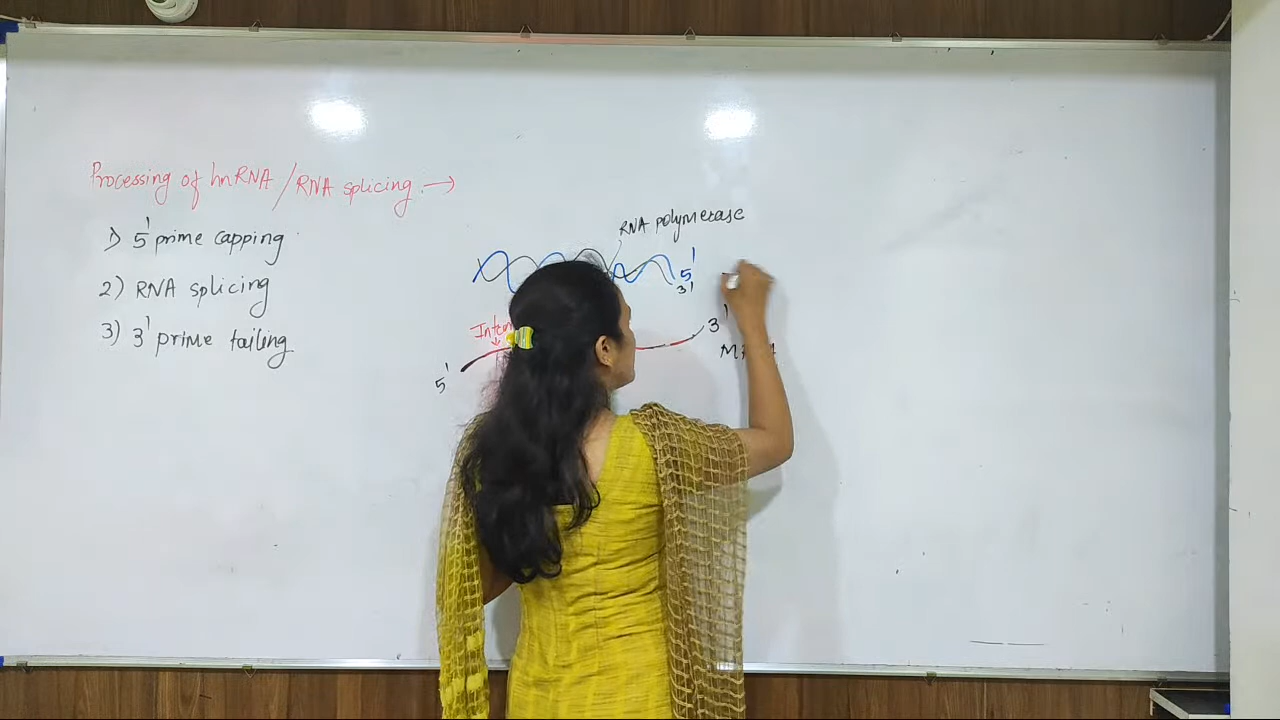 Processing of hnRNA / RNA splicing →
1) 5' prime capping
2) RNA splicing
3) 3' prime tailing
RNA polymerase
5'
3'
3'
5'